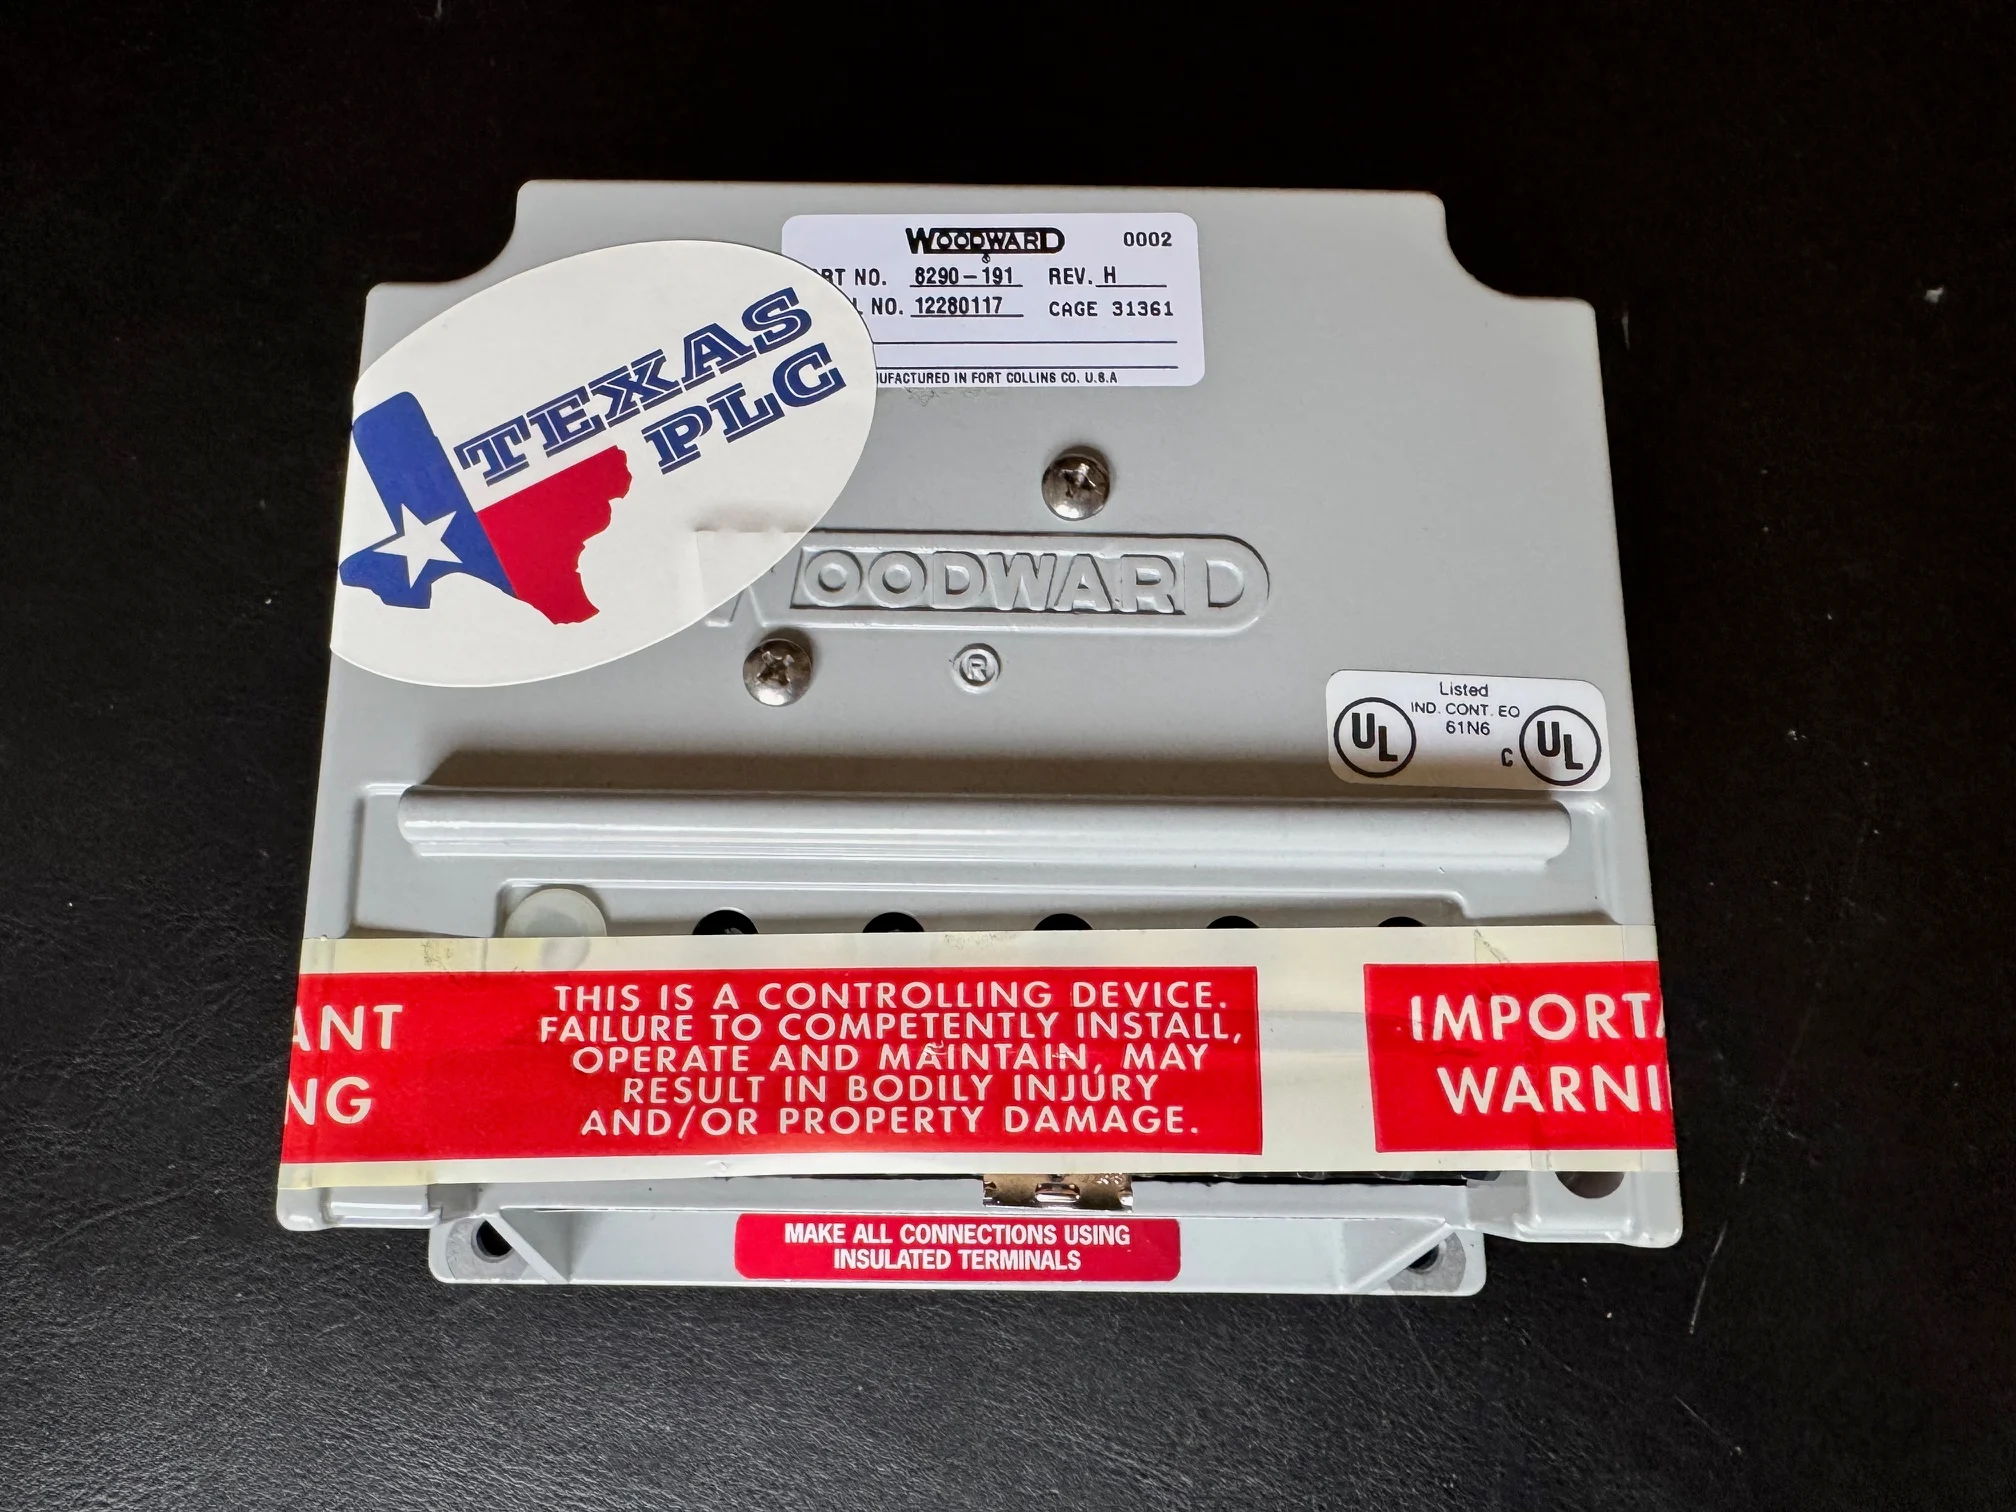 WOODWARD 0002
RT NO. 8290-191 REV. H
L NO. 12280117 CAGE 31361
UFACTURED IN FORT COLLINS CO. U.S.A
TEXAS
PLC
WOODWARD
®
Listed
IND. CONT. EQ
61N6
UL
C UL
ANT
NG
THIS IS A CONTROLLING DEVICE.
FAILURE TO COMPETENTLY INSTALL,
OPERATE AND MAINTAIN, MAY
RESULT IN BODILY INJURY
AND/OR PROPERTY DAMAGE.
IMPORTA
WARNI
MAKE ALL CONNECTIONS USING
INSULATED TERMINALS